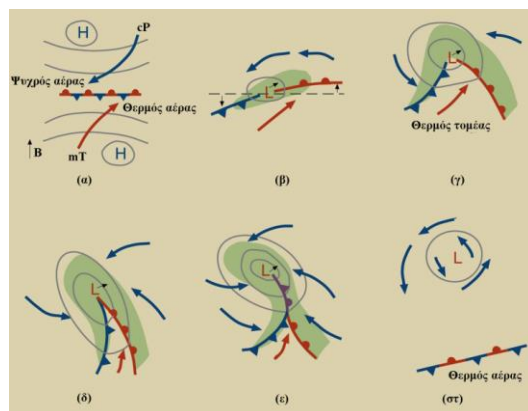 H
cP
Ψυχρός αέρας
Θερμός αέρας
B
mT
H
(α)
L
(β)
L
Θερμός τομέας
(γ)
L
(δ)
L
(ε)
L
Θερμός αέρας
(στ)